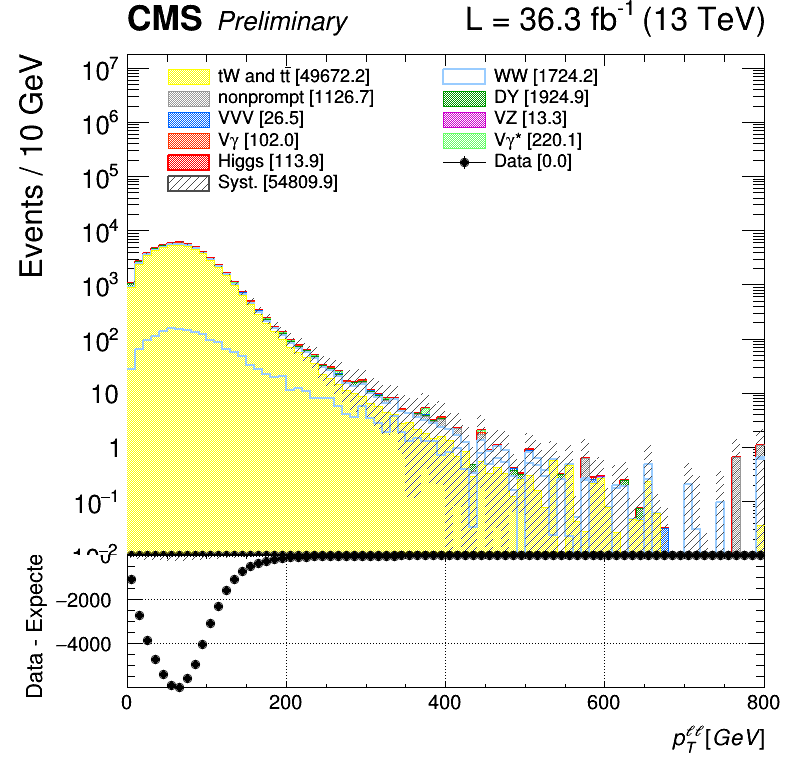 CMS Preliminary L = 36.3 fb⁻¹ (13 TeV)
Events / 10 GeV
10⁷
10⁶
10⁵
10⁴
10³
10²
10
1
10⁻¹
tW and tt̄ [49672.2]
nonprompt [1126.7]
VVV [26.5]
Vγ [102.0]
Higgs [113.9]
Syst. [54809.9]
WW [1724.2]
DY [1924.9]
VZ [13.3]
Vγ* [220.1]
Data [0.0]
Data - Expecte
0
−2000
−4000
0 200 400 600 800
p_T^ℓℓ [GeV]